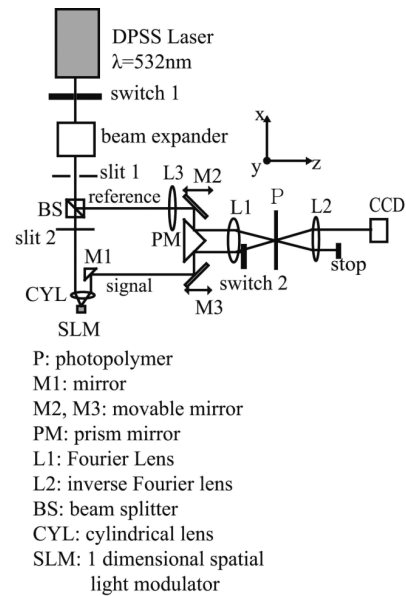 DPSS Laser
λ=532nm
switch 1
beam expander
slit 1
x
y
z
L3
M2
reference
BS
P
L1
L2
CCD
slit 2
PM
M1
signal
stop
CYL
switch 2
M3
SLM
P: photopolymer
M1: mirror
M2, M3: movable mirror
PM: prism mirror
L1: Fourier Lens
L2: inverse Fourier lens
BS: beam splitter
CYL: cylindrical lens
SLM: 1 dimensional spatial
light modulator